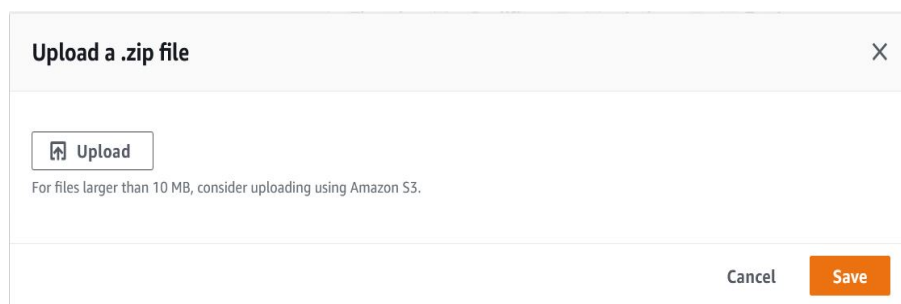 Upload a .zip file
Upload
For files larger than 10 MB, consider uploading using Amazon S3.
Cancel
Save